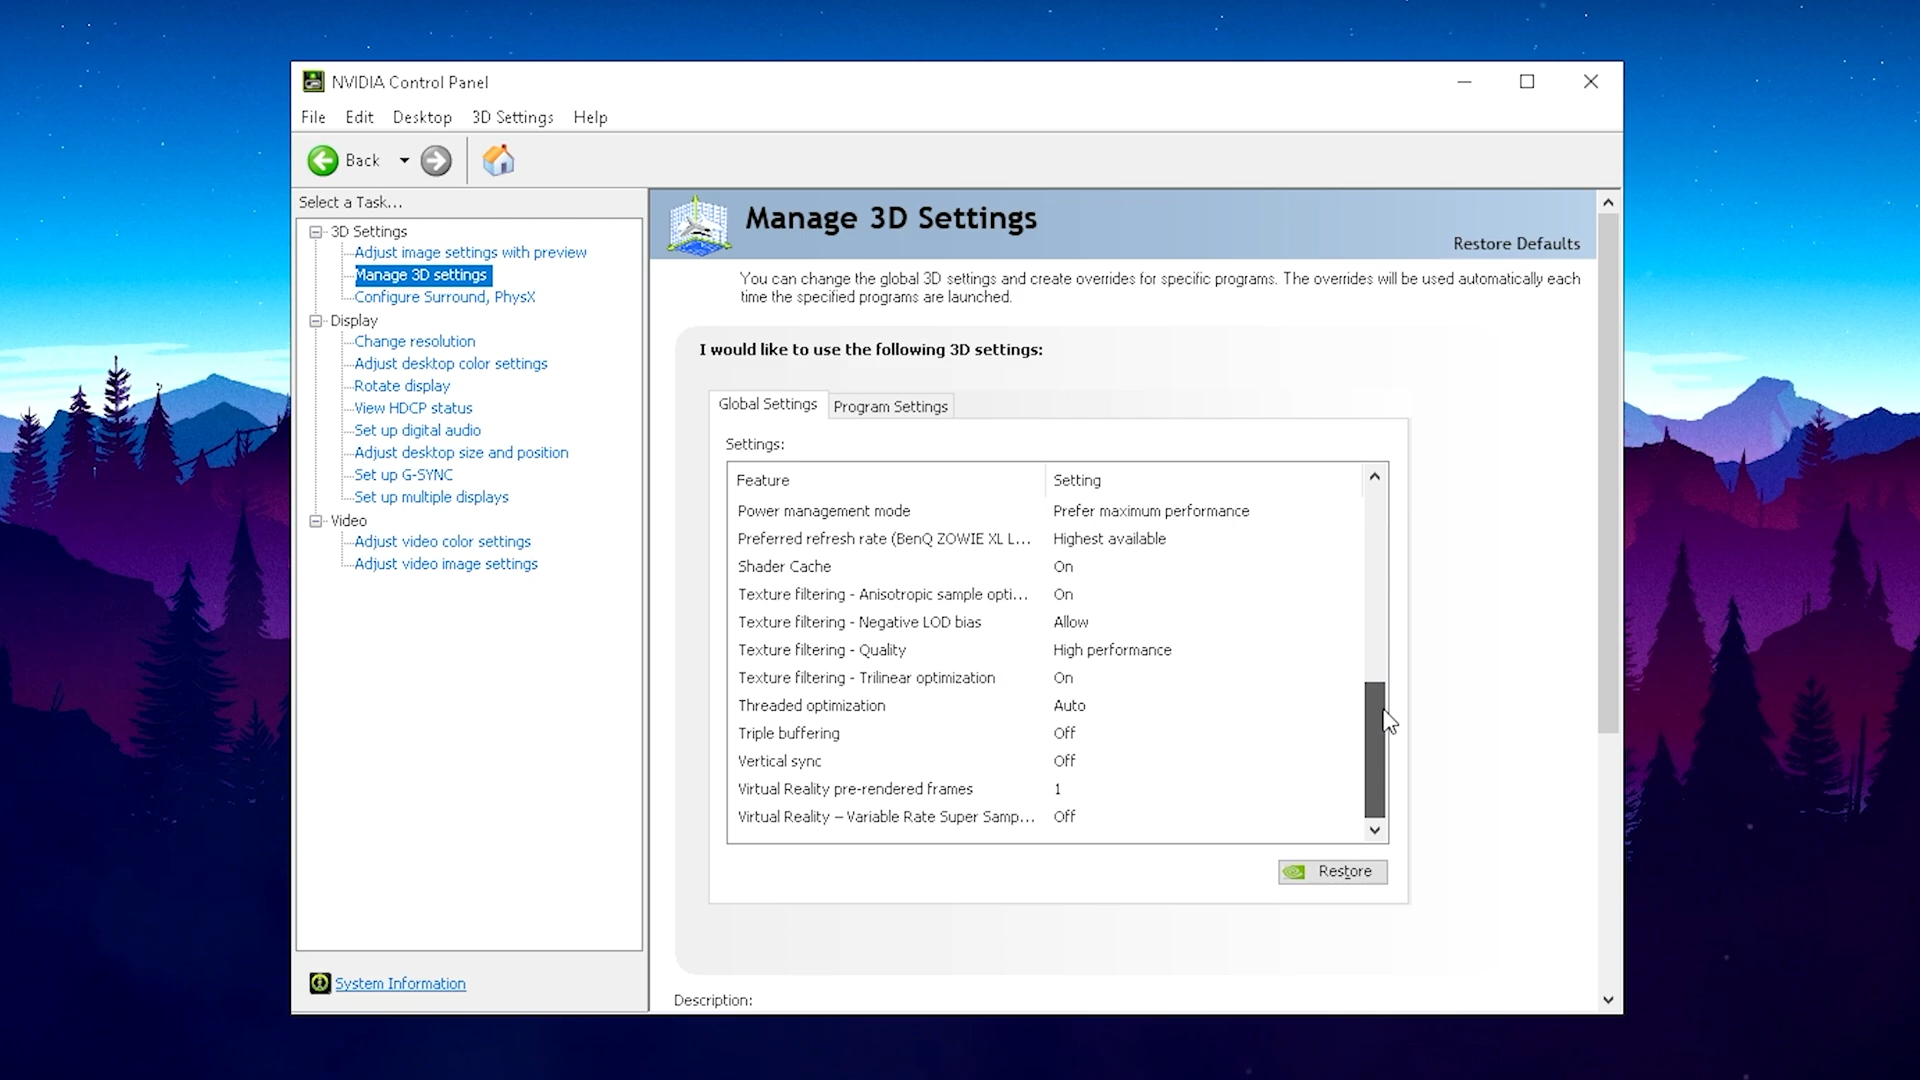 NVIDIA Control Panel
File Edit Desktop 3D Settings Help
Back
Select a Task...
3D Settings
Adjust image settings with preview
Manage 3D settings
Configure Surround, PhysX
Display
Change resolution
Adjust desktop color settings
Rotate display
View HDCP status
Set up digital audio
Adjust desktop size and position
Set up G-SYNC
Set up multiple displays
Video
Adjust video color settings
Adjust video image settings
System Information
Manage 3D Settings
Restore Defaults
You can change the global 3D settings and create overrides for specific programs. The overrides will be used automatically each
time the specified programs are launched.
I would like to use the following 3D settings:
Global Settings Program Settings
Settings:
Feature Setting
Power management mode Prefer maximum performance
Preferred refresh rate (BenQ ZOWIE XL L... Highest available
Shader Cache On
Texture filtering - Anisotropic sample opti... On
Texture filtering - Negative LOD bias Allow
Texture filtering - Quality High performance
Texture filtering - Trilinear optimization On
Threaded optimization Auto
Triple buffering Off
Vertical sync Off
Virtual Reality pre-rendered frames 1
Virtual Reality – Variable Rate Super Samp... Off
Restore
Description: